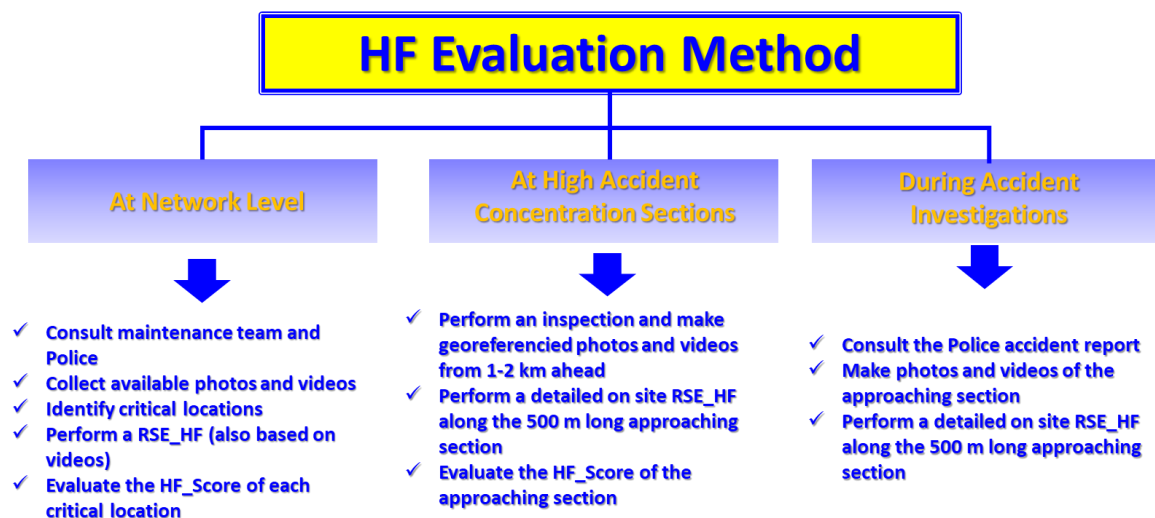 HF Evaluation Method
At Network Level
✓ Consult maintenance team and
Police
✓ Collect available photos and videos
✓ Identify critical locations
✓ Perform a RSE_HF (also based on
videos)
✓ Evaluate the HF_Score of each
critical location
At High Accident
Concentration Sections
✓ Perform an inspection and make
georeferencied photos and videos
from 1-2 km ahead
✓ Perform a detailed on site RSE_HF
along the 500 m long approaching
section
✓ Evaluate the HF_Score of the
approaching section
During Accident
Investigations
✓ Consult the Police accident report
✓ Make photos and videos of the
approaching section
✓ Perform a detailed on site RSE_HF
along the 500 m long approaching
section